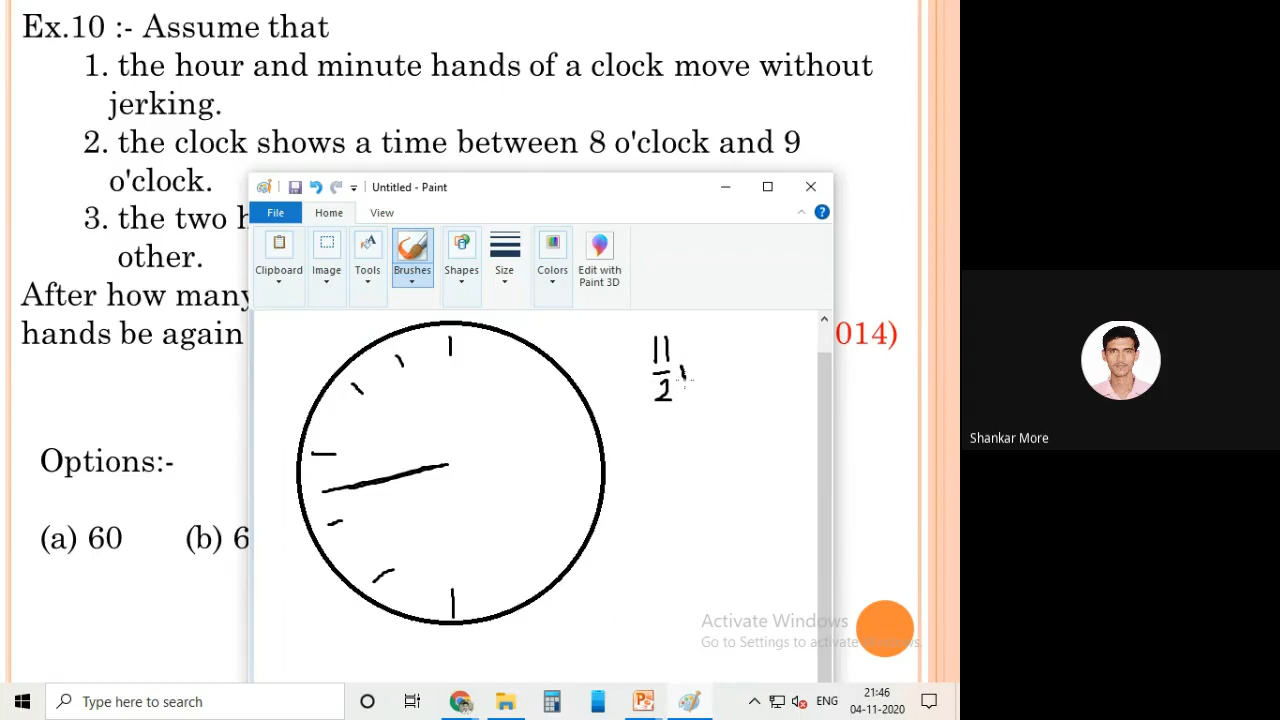 Ex.10 :- Assume that
1. the hour and minute hands of a clock move without
jerking.
2. the clock shows a time between 8 o'clock and 9
o'clock.
3. the two h
other.
After how many
hands be again
014)
Options:-
(a) 60 (b) 6
Untitled - Paint
File Home View
Clipboard Image Tools Brushes Shapes Size Colors Edit with
Paint 3D
11
2
Activate Windows
Go to Settings to activate Windows.
Shankar More
Type here to search
ENG
21:46
04-11-2020